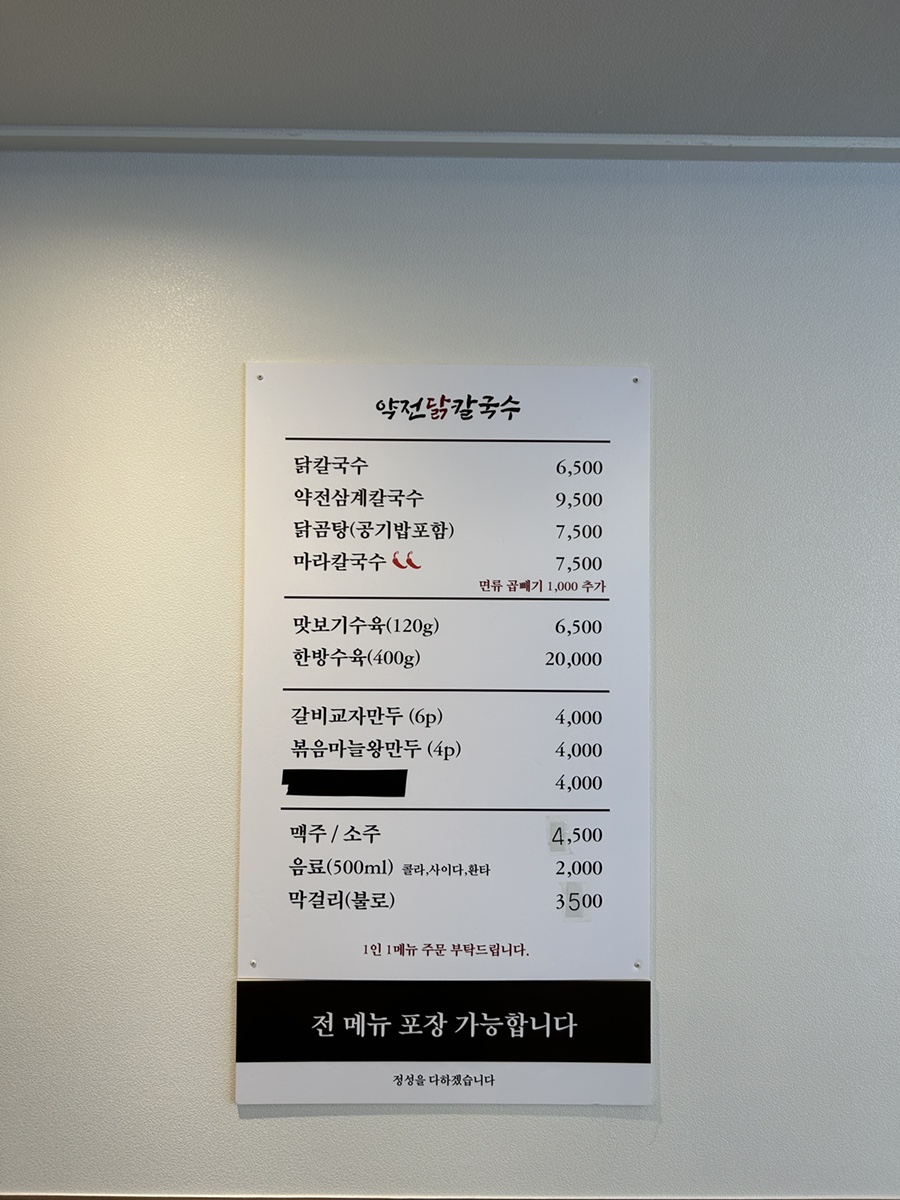 약전닭칼국수
닭칼국수 6,500
약전삼계칼국수 9,500
닭곰탕(공기밥포함) 7,500
마라칼국수 7,500
면류 곱빼기 1,000 추가
맛보기수육(120g) 6,500
한방수육(400g) 20,000
갈비교자만두 (6p) 4,000
볶음마늘왕만두 (4p) 4,000
4,000
맥주 / 소주 4,500
음료(500ml) 콜라,사이다,환타 2,000
막걸리(불로) 3500
1인 1메뉴 주문 부탁드립니다.
전 메뉴 포장 가능합니다
정성을 다하겠습니다